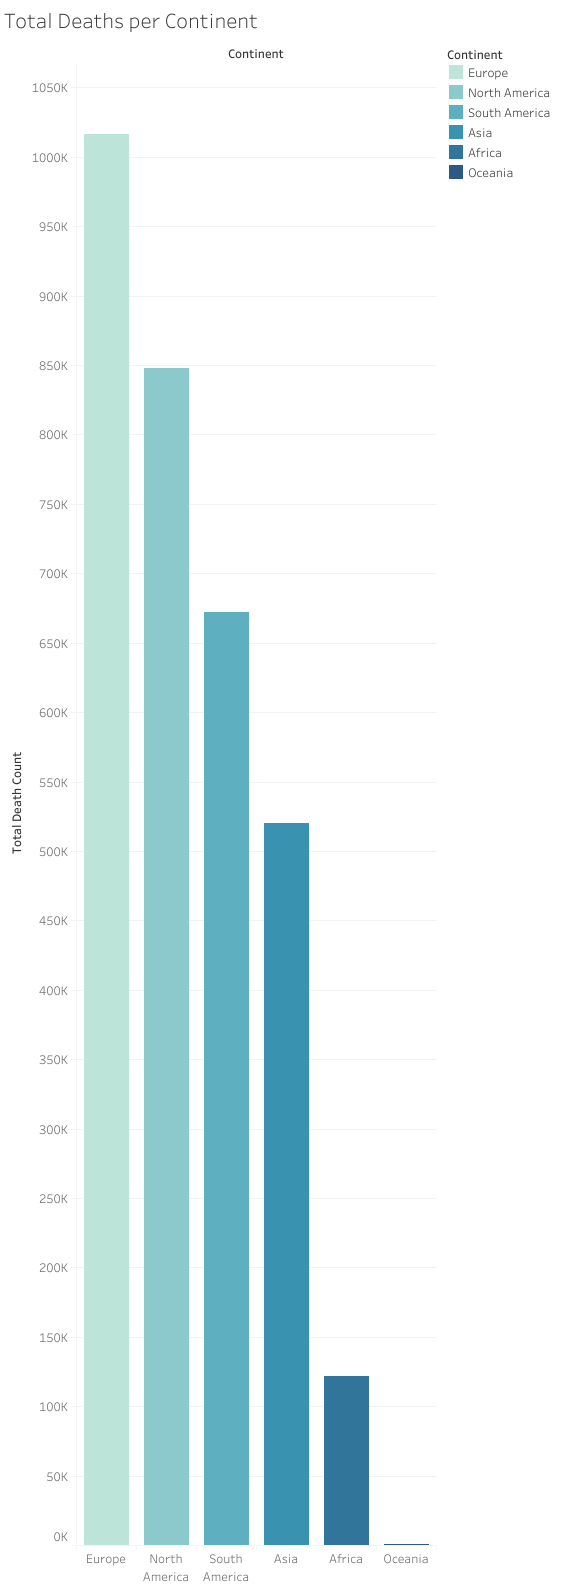 Total Deaths per Continent
Continent
Continent
Europe
North America
South America
Asia
Africa
Oceania
1050K
1000K
950K
900K
850K
800K
750K
700K
650K
600K
550K
500K
450K
400K
350K
300K
250K
200K
150K
100K
50K
0K
Total Death Count
Europe
North
America
South
America
Asia
Africa
Oceania